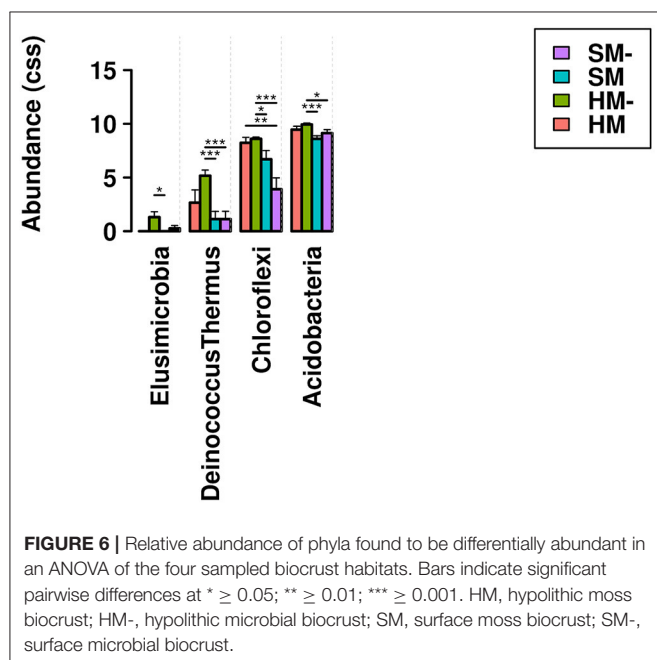 Abundance (css)
15
10
5
0
*
***
***
***
*
**
*
***
Elusimicrobia
DeinococcusThermus
Chloroflexi
Acidobacteria
SM-
SM
HM-
HM
FIGURE 6 | Relative abundance of phyla found to be differentially abundant in
an ANOVA of the four sampled biocrust habitats. Bars indicate significant
pairwise differences at * ≥ 0.05; ** ≥ 0.01; *** ≥ 0.001. HM, hypolithic moss
biocrust; HM-, hypolithic microbial biocrust; SM, surface moss biocrust; SM-,
surface microbial biocrust.